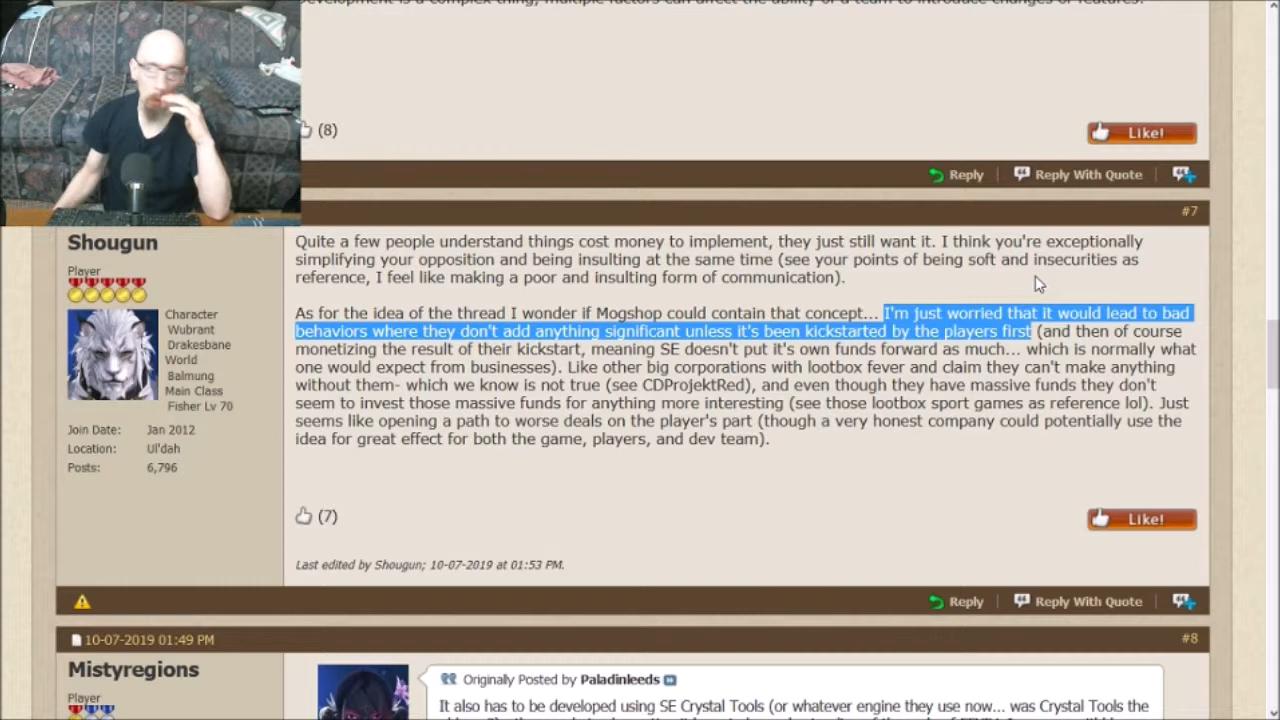 (8)
Like!
Reply
Reply With Quote
#7
Shougun
Player
Character
Wubrant
Drakesbane
World
Balmung
Main Class
Fisher Lv 70
Join Date: Jan 2012
Location: Ul'dah
Posts: 6,796
Quite a few people understand things cost money to implement, they just still want it. I think you're exceptionally
simplifying your opposition and being insulting at the same time (see your points of being soft and insecurities as
reference, I feel like making a poor and insulting form of communication).
As for the idea of the thread I wonder if Mogshop could contain that concept... I'm just worried that it would lead to bad
behaviors where they don't add anything significant unless it's been kickstarted by the players first (and then of course
monetizing the result of their kickstart, meaning SE doesn't put it's own funds forward as much... which is normally what
one would expect from businesses). Like other big corporations with lootbox fever and claim they can't make anything
without them- which we know is not true (see CDProjektRed), and even though they have massive funds they don't
seem to invest those massive funds for anything more interesting (see those lootbox sport games as reference lol). Just
seems like opening a path to worse deals on the player's part (though a very honest company could potentially use the
idea for great effect for both the game, players, and dev team).
(7)
Like!
Last edited by Shougun; 10-07-2019 at 01:53 PM.
Reply
Reply With Quote
10-07-2019 01:49 PM
#8
Mistyregions
Player
Originally Posted by Paladinleeds
It also has to be developed using SE Crystal Tools (or whatever engine they use now... was Crystal Tools the